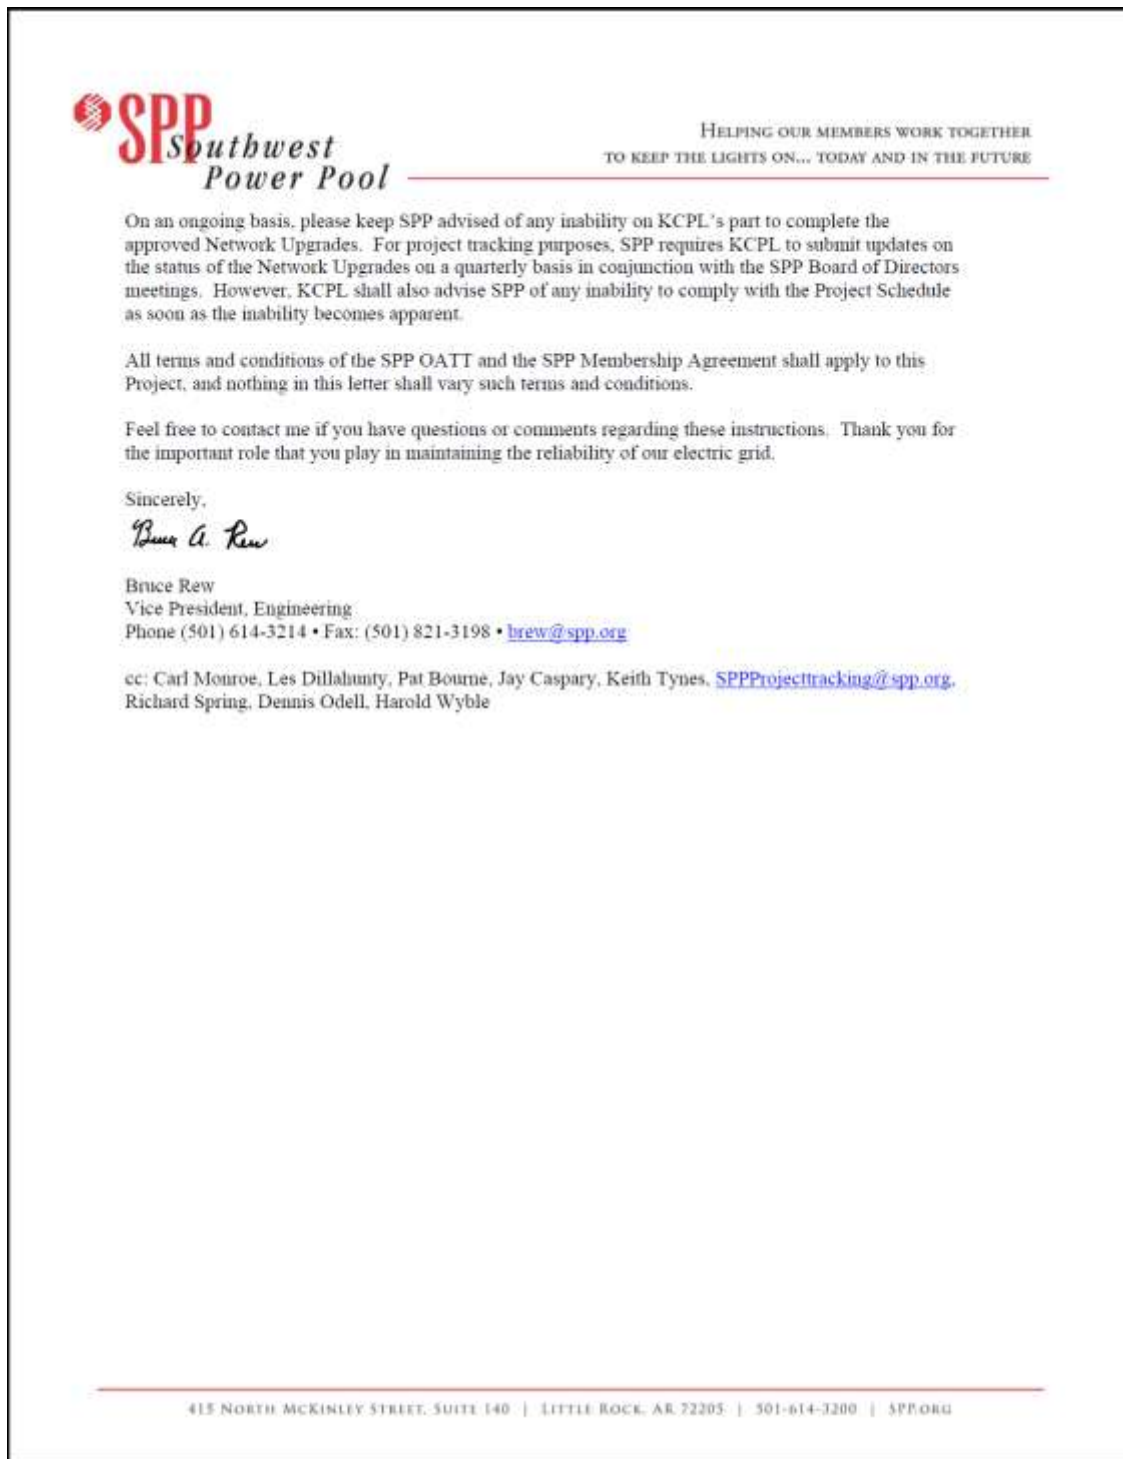 SPP
Southwest
Power Pool
HELPING OUR MEMBERS WORK TOGETHER
TO KEEP THE LIGHTS ON... TODAY AND IN THE FUTURE
On an ongoing basis, please keep SPP advised of any inability on KCPL's part to complete the
approved Network Upgrades. For project tracking purposes, SPP requires KCPL to submit updates on
the status of the Network Upgrades on a quarterly basis in conjunction with the SPP Board of Directors
meetings. However, KCPL shall also advise SPP of any inability to comply with the Project Schedule
as soon as the inability becomes apparent.
All terms and conditions of the SPP OATT and the SPP Membership Agreement shall apply to this
Project, and nothing in this letter shall vary such terms and conditions.
Feel free to contact me if you have questions or comments regarding these instructions. Thank you for
the important role that you play in maintaining the reliability of our electric grid.
Sincerely,
Bruce A. Rew
Bruce Rew
Vice President, Engineering
Phone (501) 614-3214 • Fax: (501) 821-3198 • brew@spp.org
cc: Carl Monroe, Les Dillahunty, Pat Bourne, Jay Caspary, Keith Tynes, SPPProjecttracking@spp.org,
Richard Spring, Dennis Odell, Harold Wyble
415 NORTH MCKINLEY STREET, SUITE 140 | LITTLE ROCK, AR 72205 | 501-614-3200 | SPP.ORG